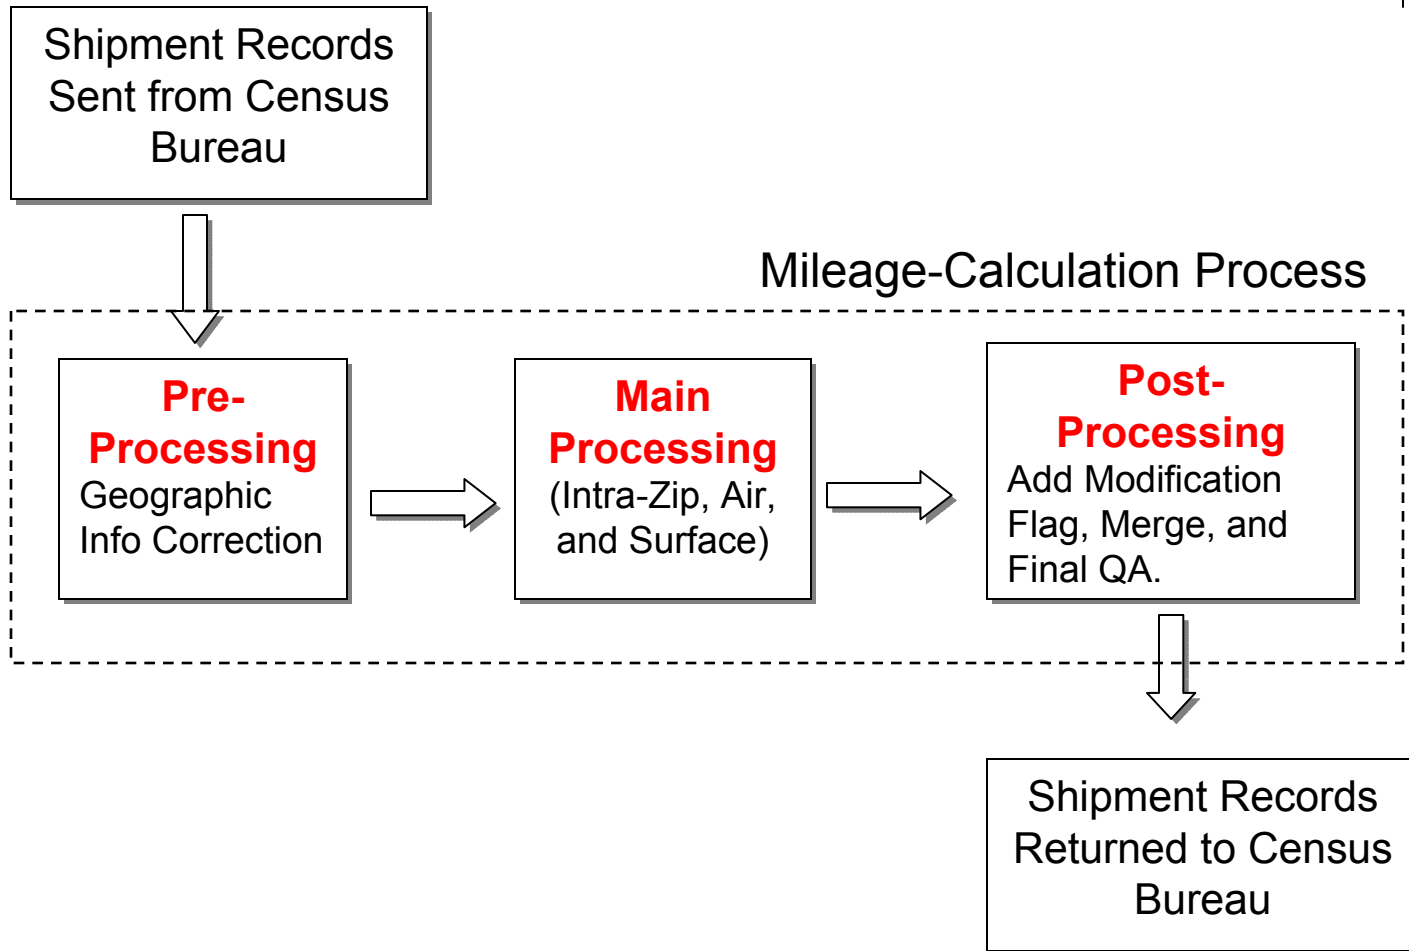 Shipment Records
Sent from Census
Bureau
Mileage-Calculation Process
Pre-
Processing
Geographic
Info Correction
Main
Processing
(Intra-Zip, Air,
and Surface)
Post-
Processing
Add Modification
Flag, Merge, and
Final QA.
Shipment Records
Returned to Census
Bureau